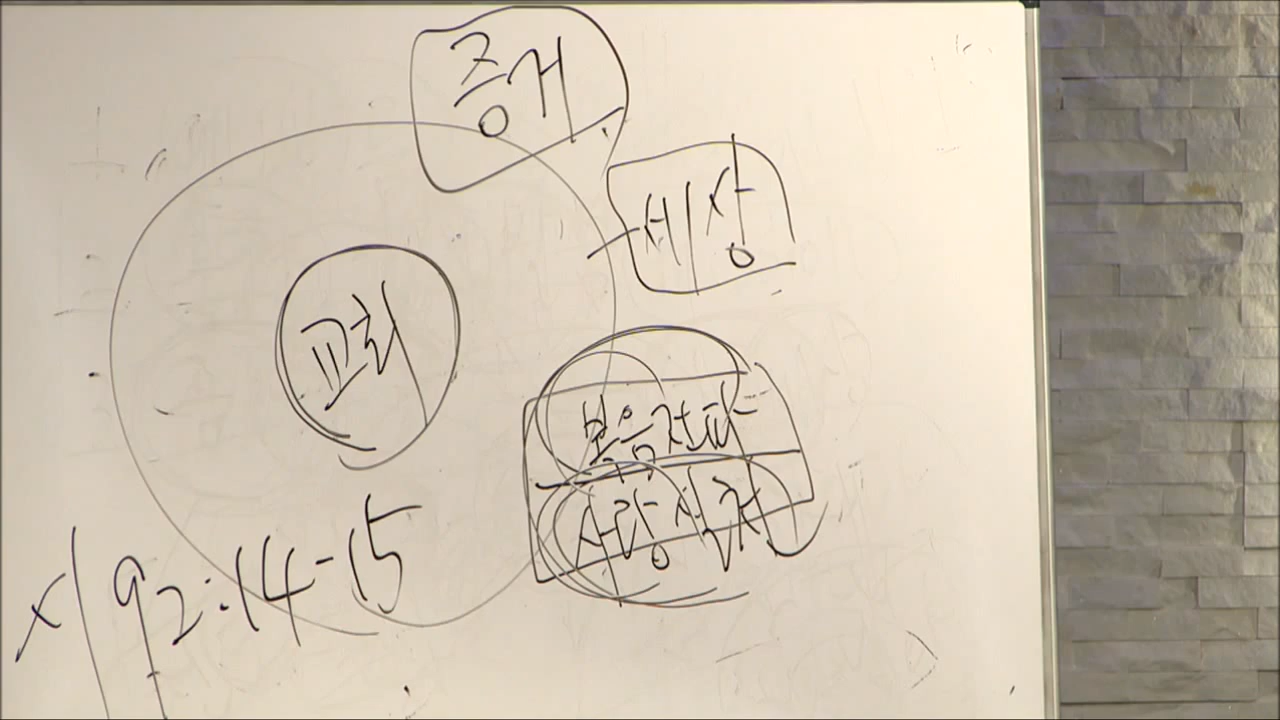 증거
세상
교회
복음전파
사랑실천
시 92:14-15